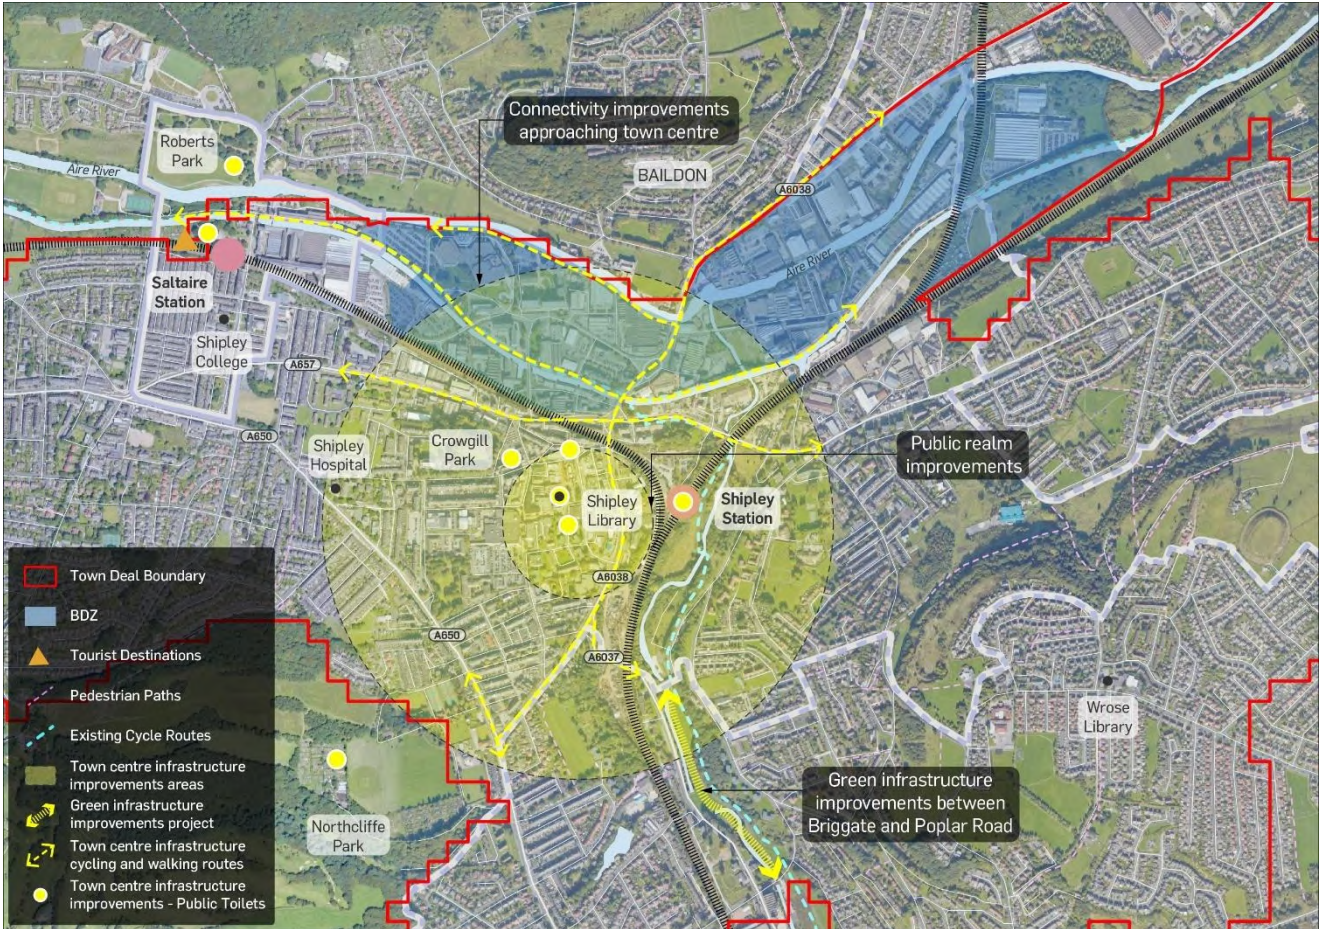 Connectivity improvements
approaching town centre
Roberts
Park
Aire River
BAILDON
A6038
Aire River
Saltaire
Station
Shipley
College
A657
A650
Shipley
Hospital
Crowgill
Park
Public realm
improvements
Shipley
Library
Shipley
Station
A6038
A650
A6037
Wrose
Library
Green infrastructure
improvements between
Briggate and Poplar Road
Northcliffe
Park
Town Deal Boundary
BDZ
Tourist Destinations
Pedestrian Paths
Existing Cycle Routes
Town centre infrastructure
improvements areas
Green infrastructure
improvements project
Town centre infrastructure
cycling and walking routes
Town centre infrastructure
improvements - Public Toilets